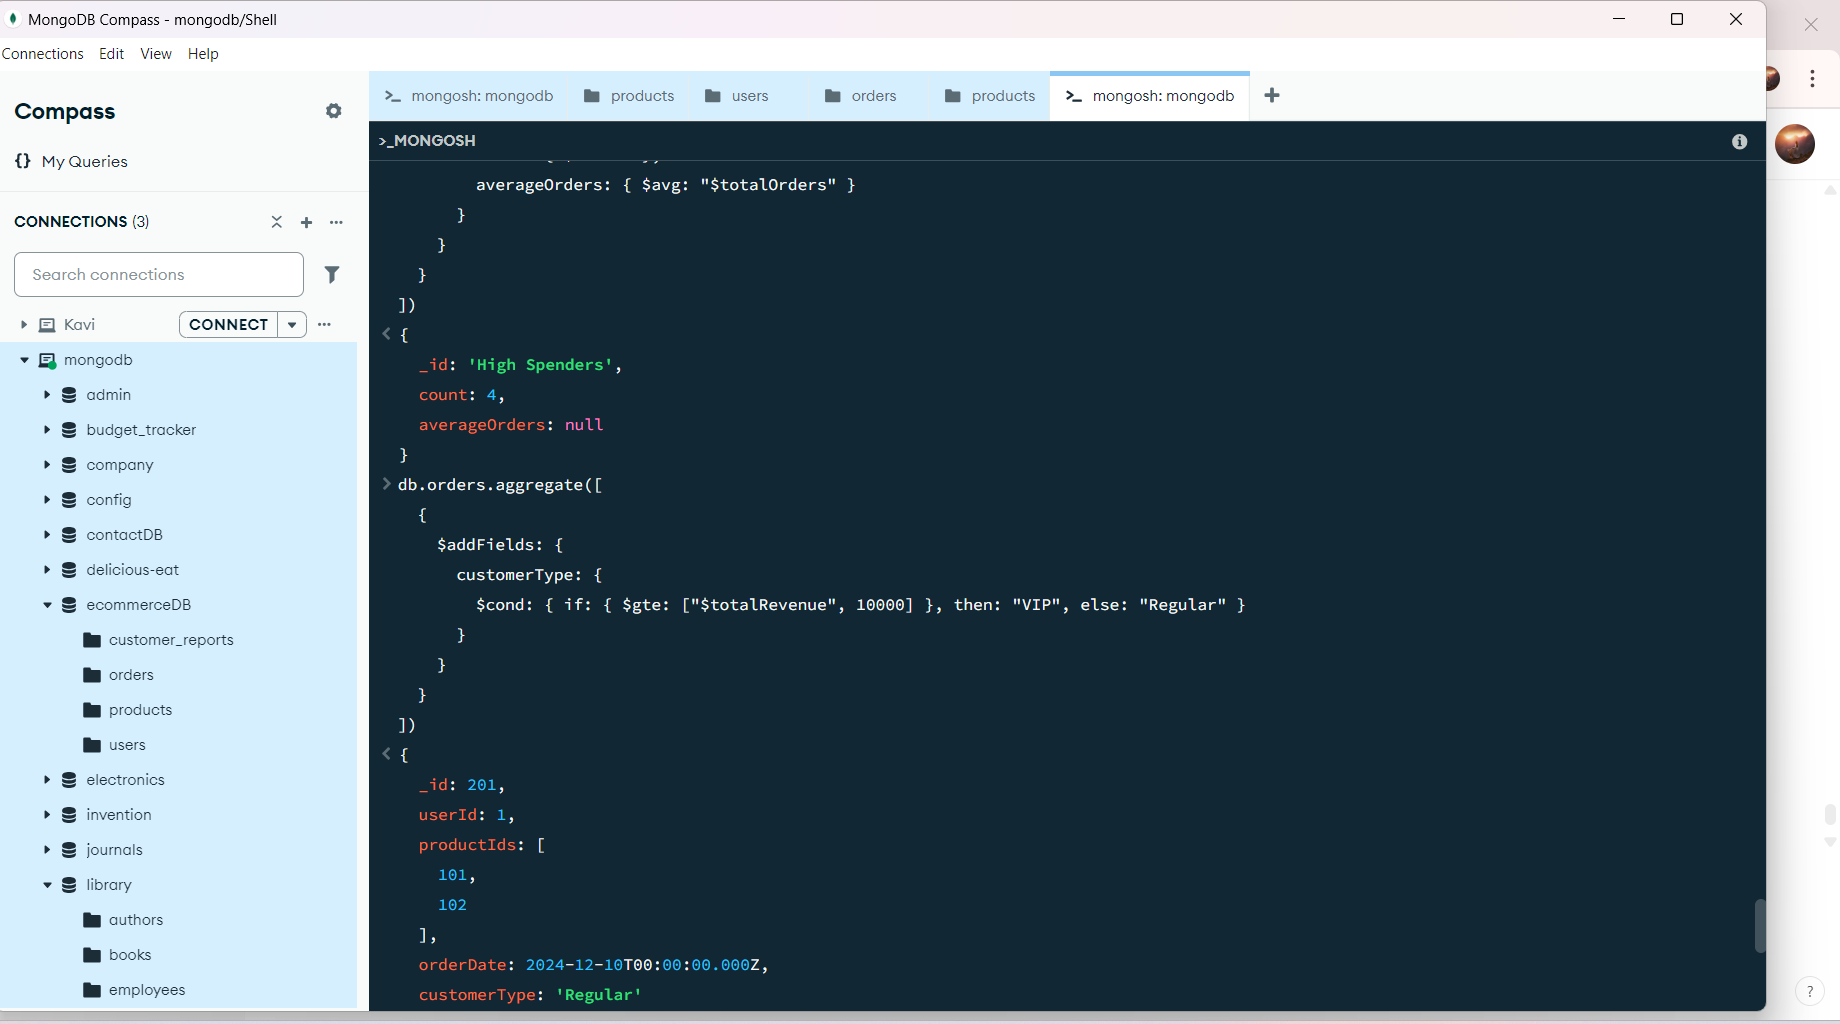 MongoDB Compass - mongodb/Shell
Connections Edit View Help
Compass
My Queries
CONNECTIONS (3)
Search connections
Kavi CONNECT
mongodb
admin
budget_tracker
company
config
contactDB
delicious-eat
ecommerceDB
customer_reports
orders
products
users
electronics
invention
journals
library
authors
books
employees
>_ mongosh: mongodb products users orders products >_ mongosh: mongodb
>_MONGOSH
averageOrders: { $avg: "$totalOrders" }
}
}
}
])
< {
_id: 'High Spenders',
count: 4,
averageOrders: null
}
> db.orders.aggregate([
{
$addFields: {
customerType: {
$cond: { if: { $gte: ["$totalRevenue", 10000] }, then: "VIP", else: "Regular" }
}
}
}
])
< {
_id: 201,
userId: 1,
productIds: [
101,
102
],
orderDate: 2024-12-10T00:00:00.000Z,
customerType: 'Regular'
?